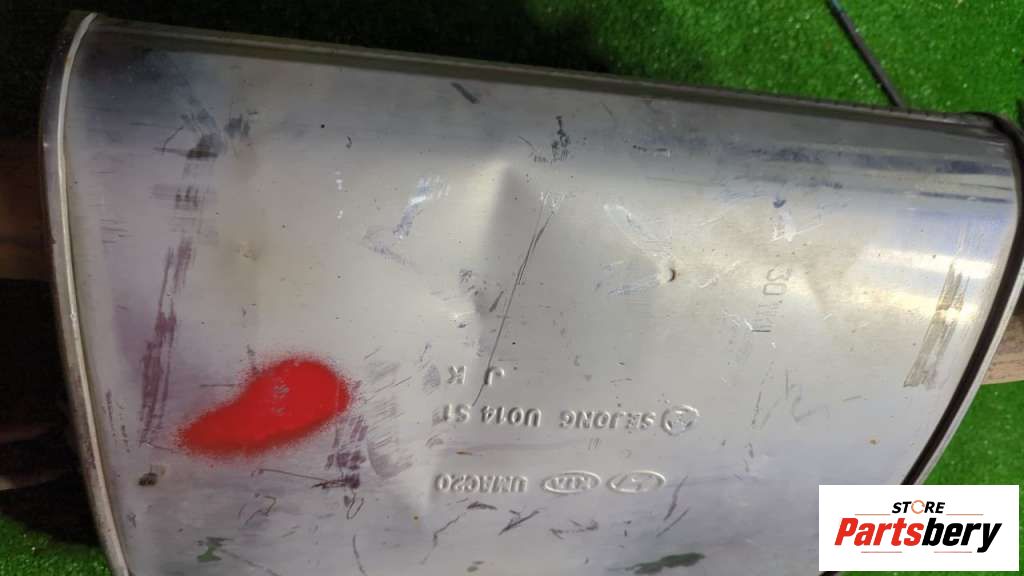 KIA UMAC20
SEJONG U014 ST
J K
STORE
Partsbery